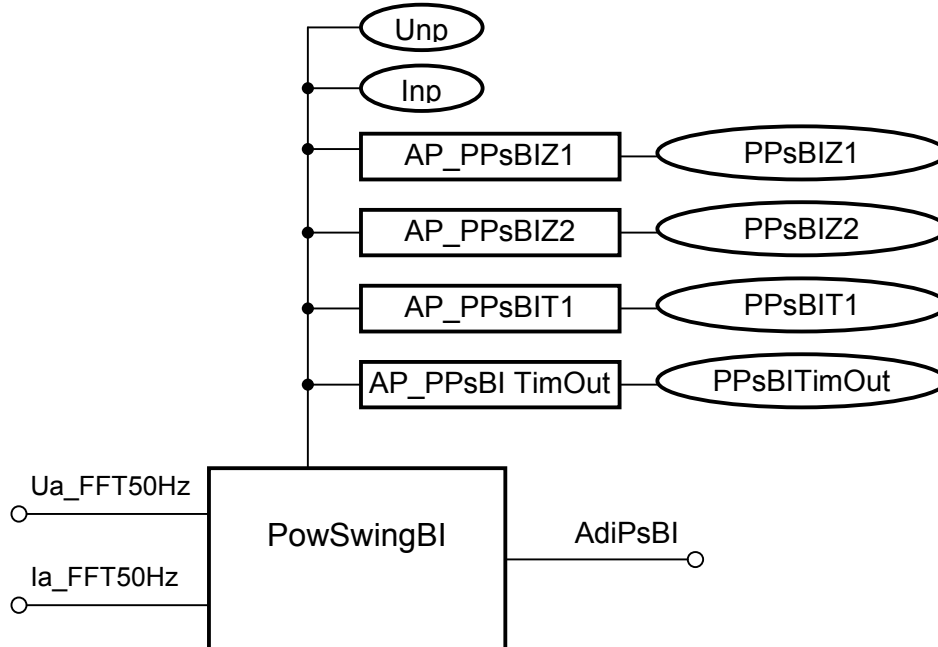 Unp
Inp
AP_PPsBIZ1 PPsBIZ1
AP_PPsBIZ2 PPsBIZ2
AP_PPsBIT1 PPsBIT1
AP_PPsBI TimOut PPsBITimOut
Ua_FFT50Hz
PowSwingBI AdiPsBI
Ia_FFT50Hz